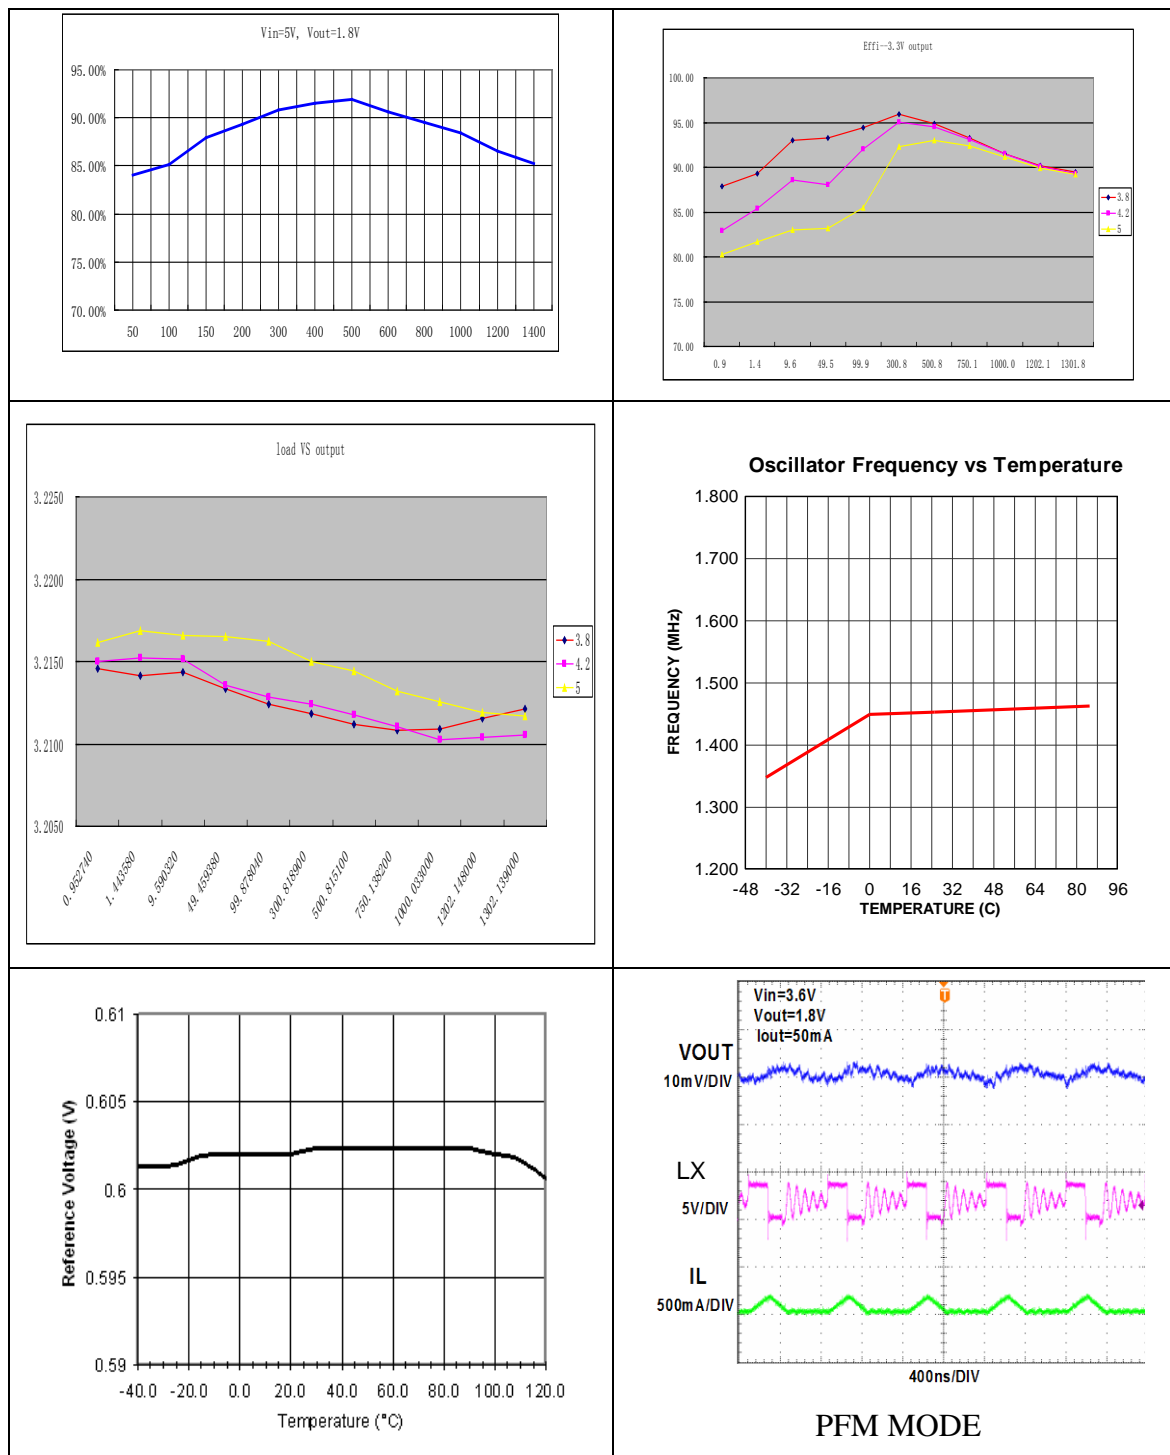 Vin=5V, Vout=1.8V
95.00%
90.00%
85.00%
80.00%
75.00%
70.00%
50 100 150 200 300 400 500 600 800 1000 1200 1400
Effi--3.3V output
100.00
95.00
90.00
85.00
80.00
75.00
70.00
0.9 1.4 9.6 49.5 99.9 300.8 500.8 750.1 1000.0 1202.1 1301.8
3.8
4.2
5
load VS output
3.2250
3.2200
3.2150
3.2100
3.2050
0.952740 1.443580 9.590320 49.459380 99.878040 300.818900 500.815100 750.138200 1000.033000 1202.148000 1302.139000
3.8
4.2
5
Oscillator Frequency vs Temperature
FREQUENCY (MHz)
1.800
1.700
1.600
1.500
1.400
1.300
1.200
-48 -32 -16 0 16 32 48 64 80 96
TEMPERATURE (C)
Reference Voltage (V)
0.61
0.605
0.6
0.595
0.59
-40.0 -20.0 0.0 20.0 40.0 60.0 80.0 100.0 120.0
Temperature (°C)
T
Vin=3.6V
Vout=1.8V
Iout=50mA
VOUT
10mV/DIV
LX
5V/DIV
IL
500mA/DIV
400ns/DIV
PFM MODE